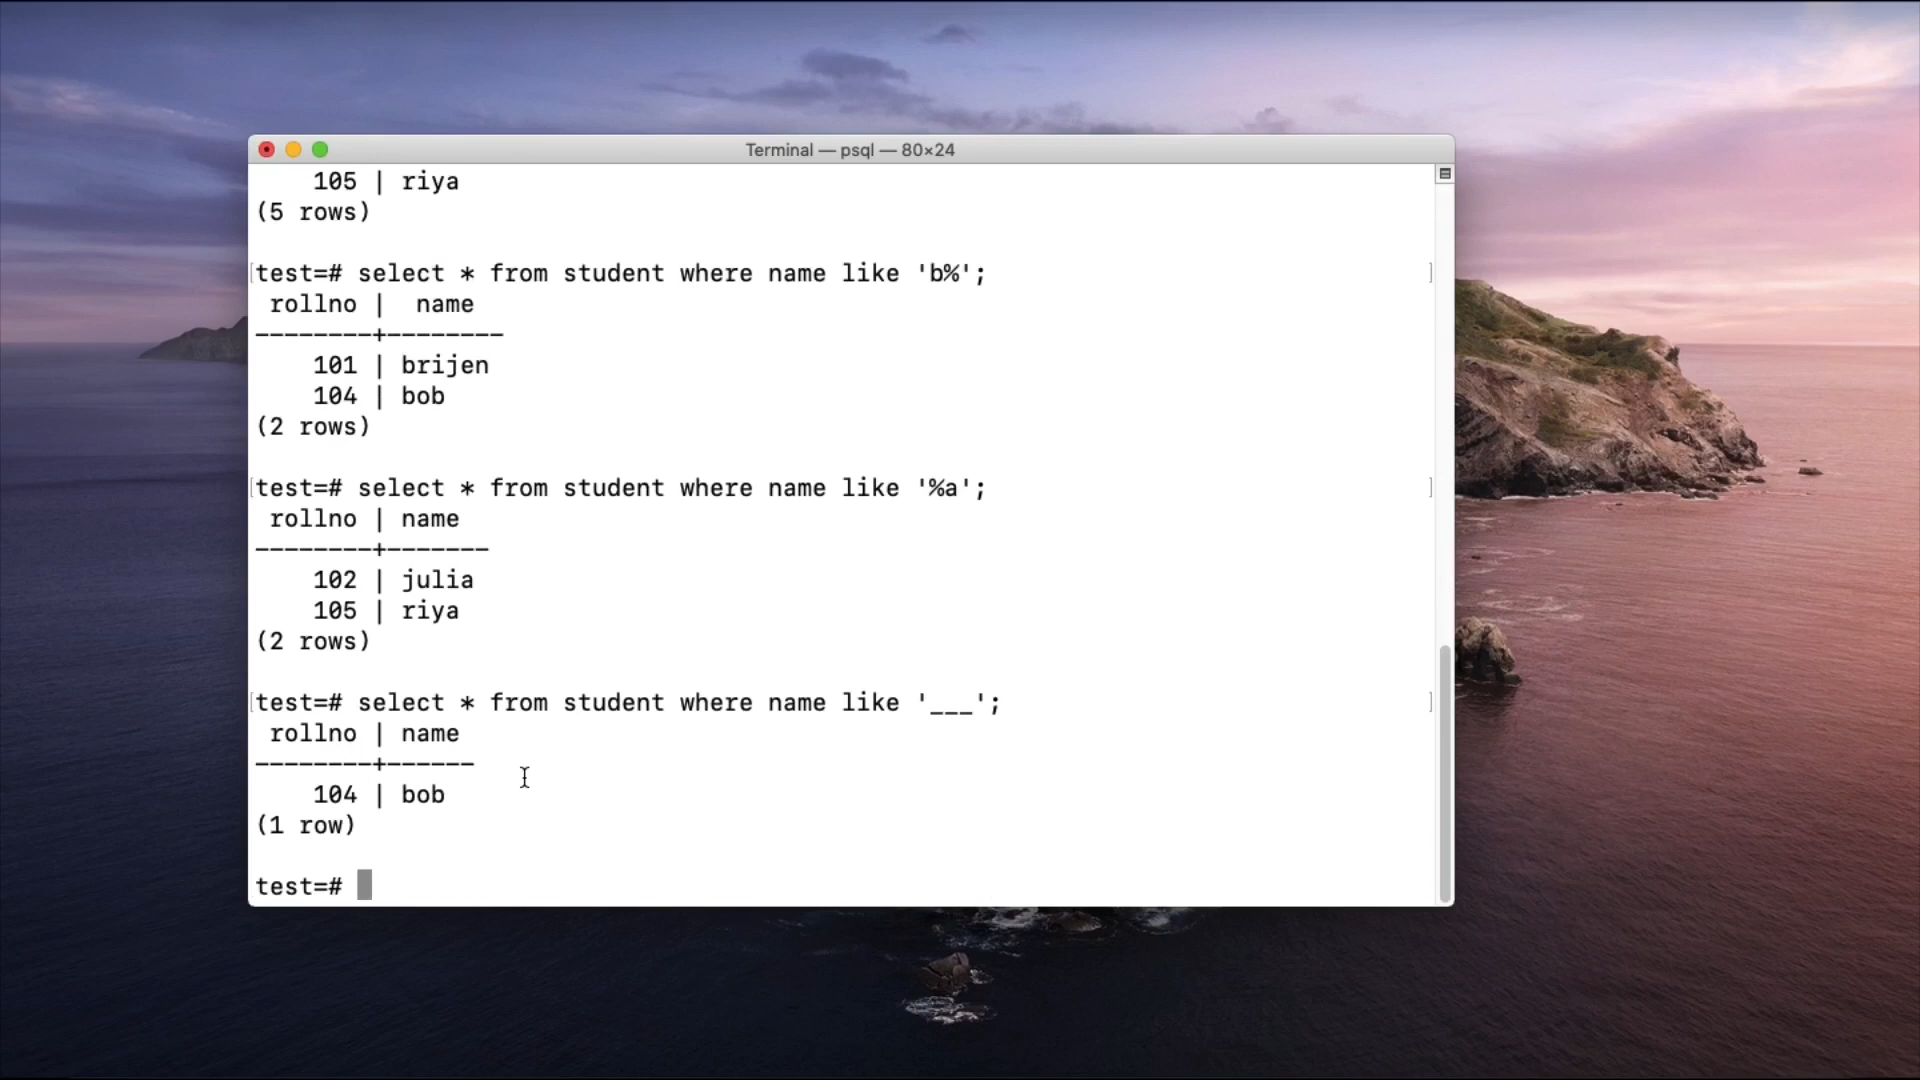 Terminal — psql — 80×24
    105 | riya
(5 rows)
test=# select * from student where name like 'b%';
 rollno |  name
--------+--------
    101 | brijen
    104 | bob
(2 rows)
test=# select * from student where name like '%a';
 rollno | name
--------+-------
    102 | julia
    105 | riya
(2 rows)
test=# select * from student where name like '___';
 rollno | name
--------+------
    104 | bob
(1 row)
test=#